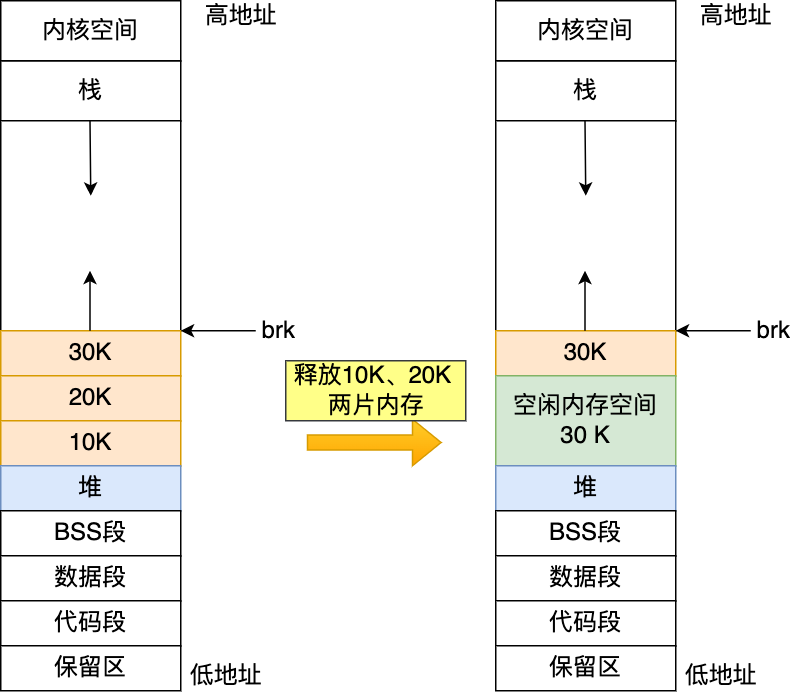 内核空间
高地址
栈
brk
30K
20K
10K
堆
BSS段
数据段
代码段
保留区
低地址
释放10K、20K
两片内存
内核空间
高地址
栈
brk
30K
空闲内存空间
30 K
堆
BSS段
数据段
代码段
保留区
低地址